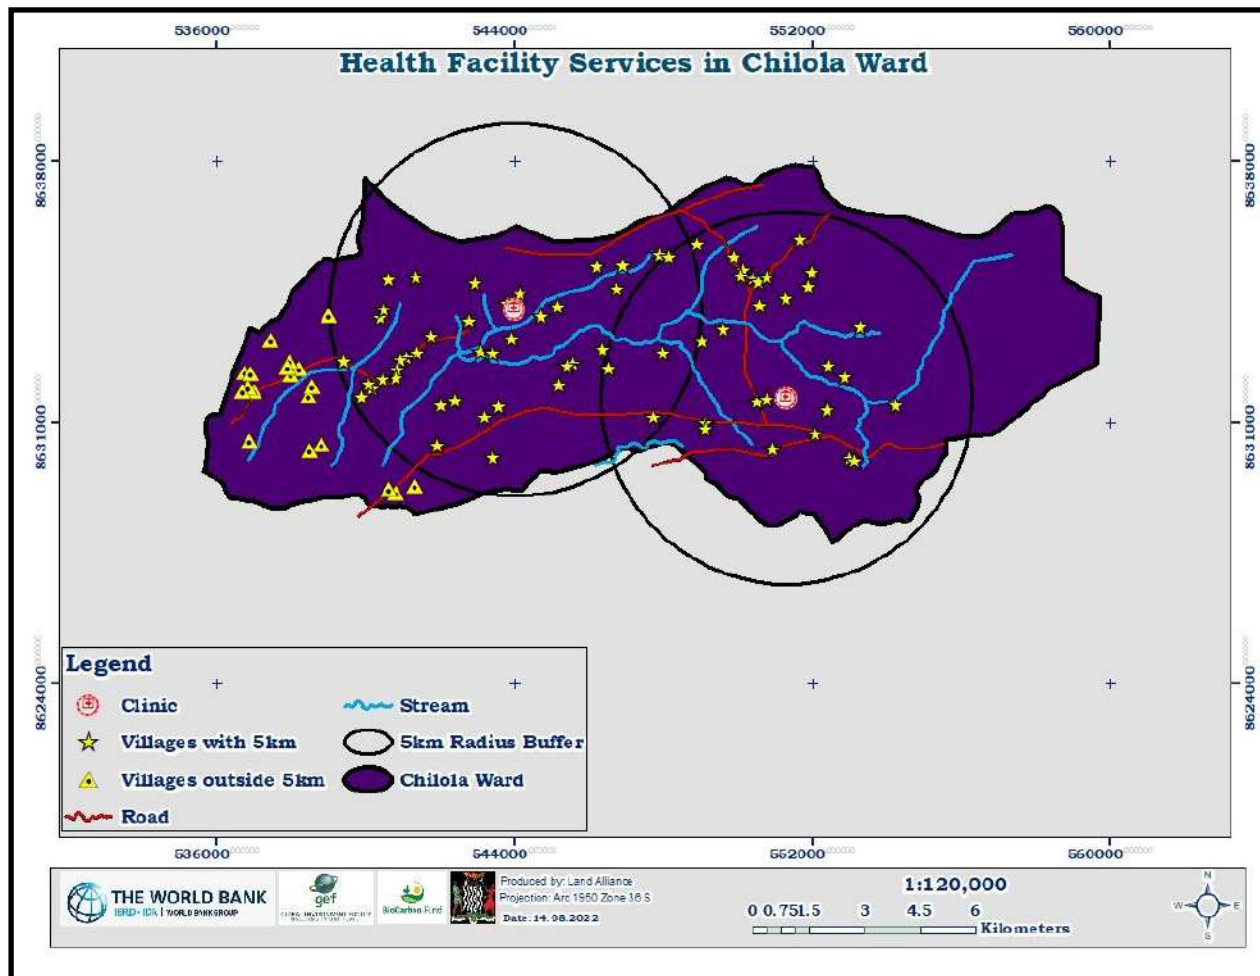 536000 544000 552000 560000
Health Facility Services in Chilola Ward
8638000 8638000
8631000 8631000
8624000 8624000
Legend
Clinic
Villages with 5km
Villages outside 5km
Road
Stream
5km Radius Buffer
Chilola Ward
536000 544000 552000 560000
THE WORLD BANK
IBRD • IDA | WORLD BANK GROUP
gef
BioCarbon Fund
Produced by: Land Alliance
Projection: Arc 1950 Zone 36 S
Date: 14.08.2022
1:120,000
0 0.75 1.5 3 4.5 6
Kilometers
N
W E
S